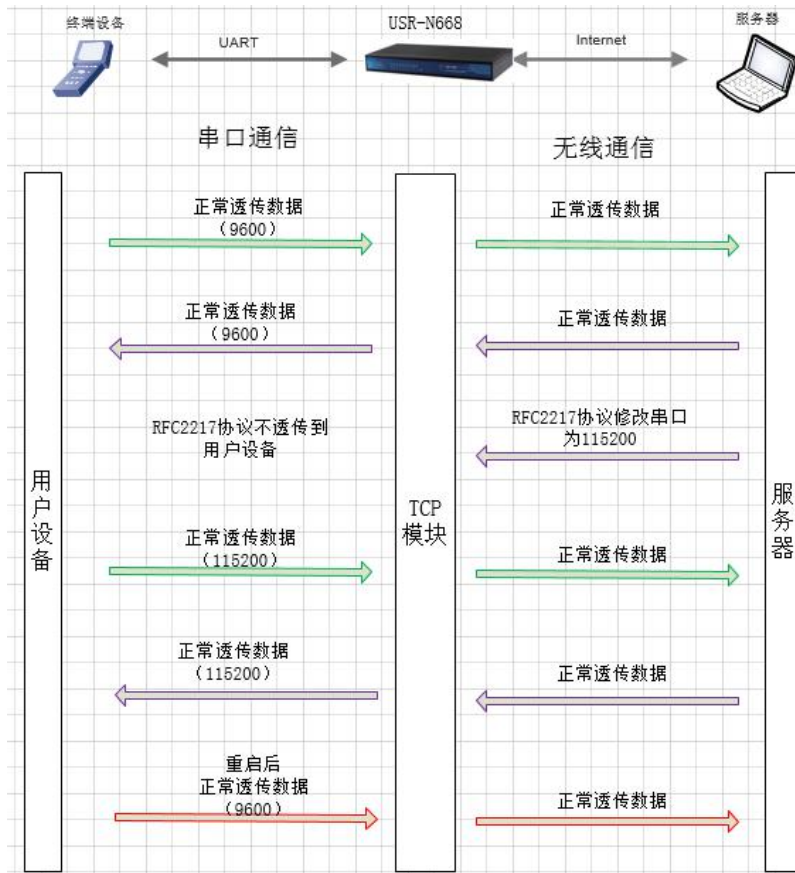 终端设备
USR-N668
服务器
UART
Internet
串口通信
无线通信
正常透传数据
（9600）
正常透传数据
正常透传数据
（9600）
正常透传数据
RFC2217协议不透传到
用户设备
RFC2217协议修改串口
为115200
用户设备
TCP
模块
服务器
正常透传数据
（115200）
正常透传数据
正常透传数据
（115200）
正常透传数据
重启后
正常透传数据
（9600）
正常透传数据